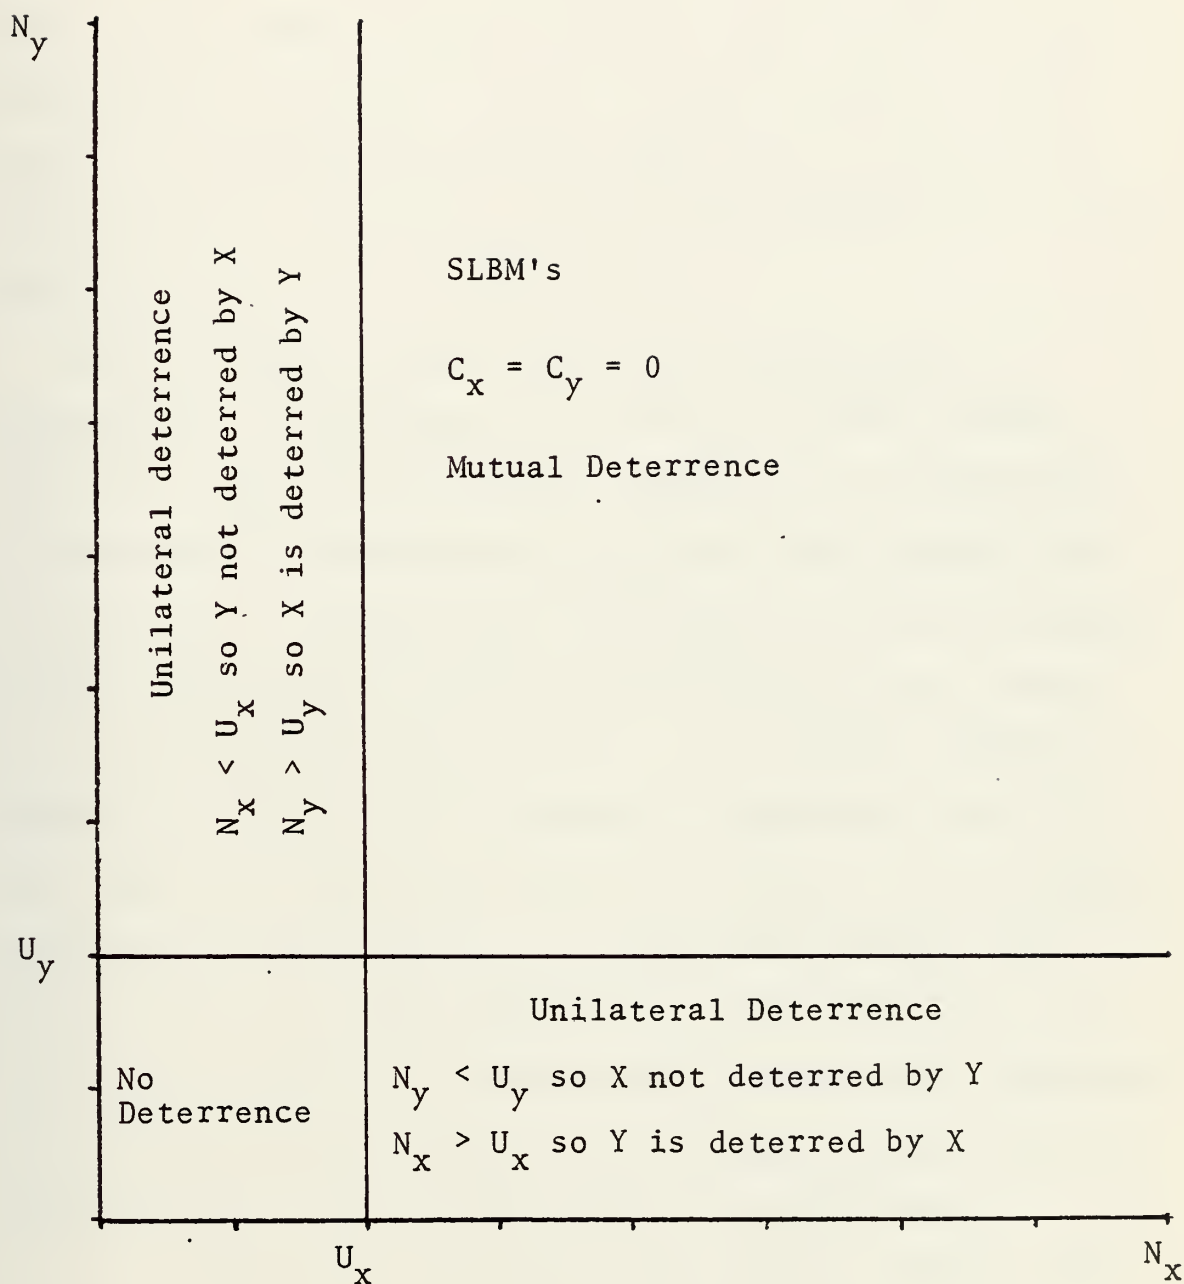 N_y
Unilateral deterrence
N_x < U_x so Y not deterred by X
N_y > U_y so X is deterred by Y
SLBM's
C_x = C_y = 0
Mutual Deterrence
U_y
No
Deterrence
Unilateral Deterrence
N_y < U_y so X not deterred by Y
N_x > U_x so Y is deterred by X
U_x
N_x